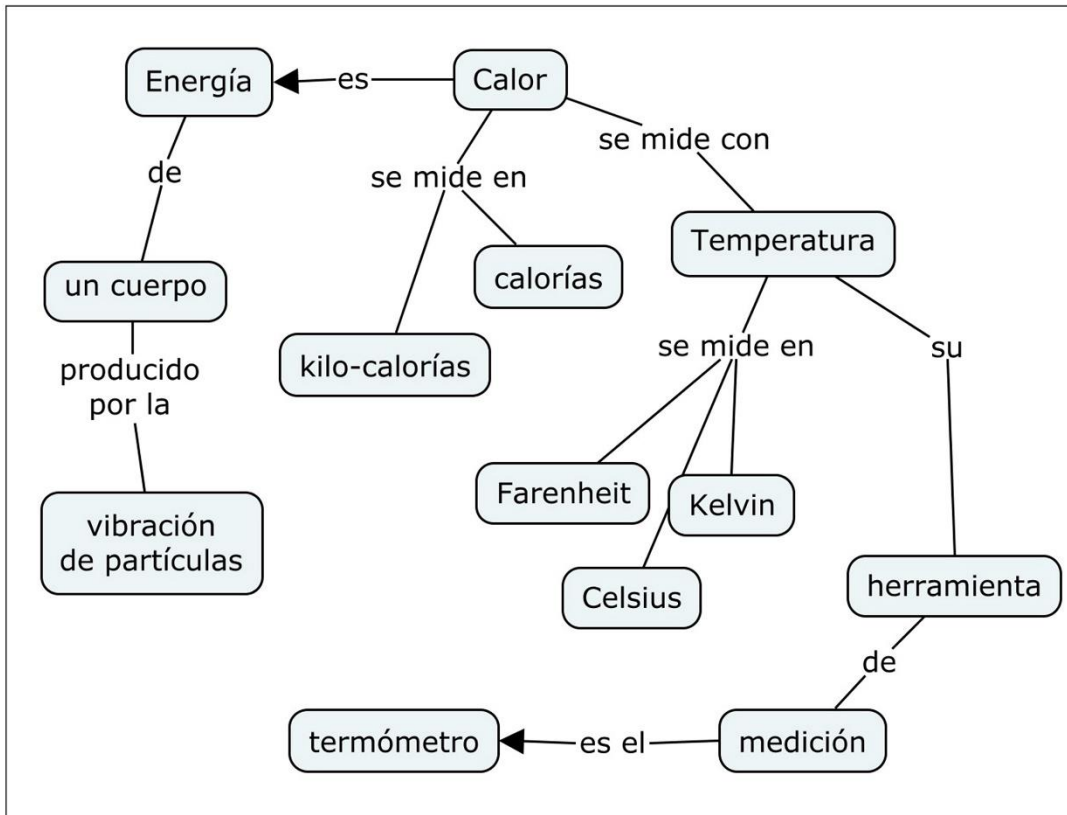 Energía
es
Calor
se mide con
de
se mide en
Temperatura
un cuerpo
calorías
producido
por la
kilo-calorías
se mide en
su
Farenheit
Kelvin
vibración
de partículas
Celsius
herramienta
de
termómetro
es el
medición